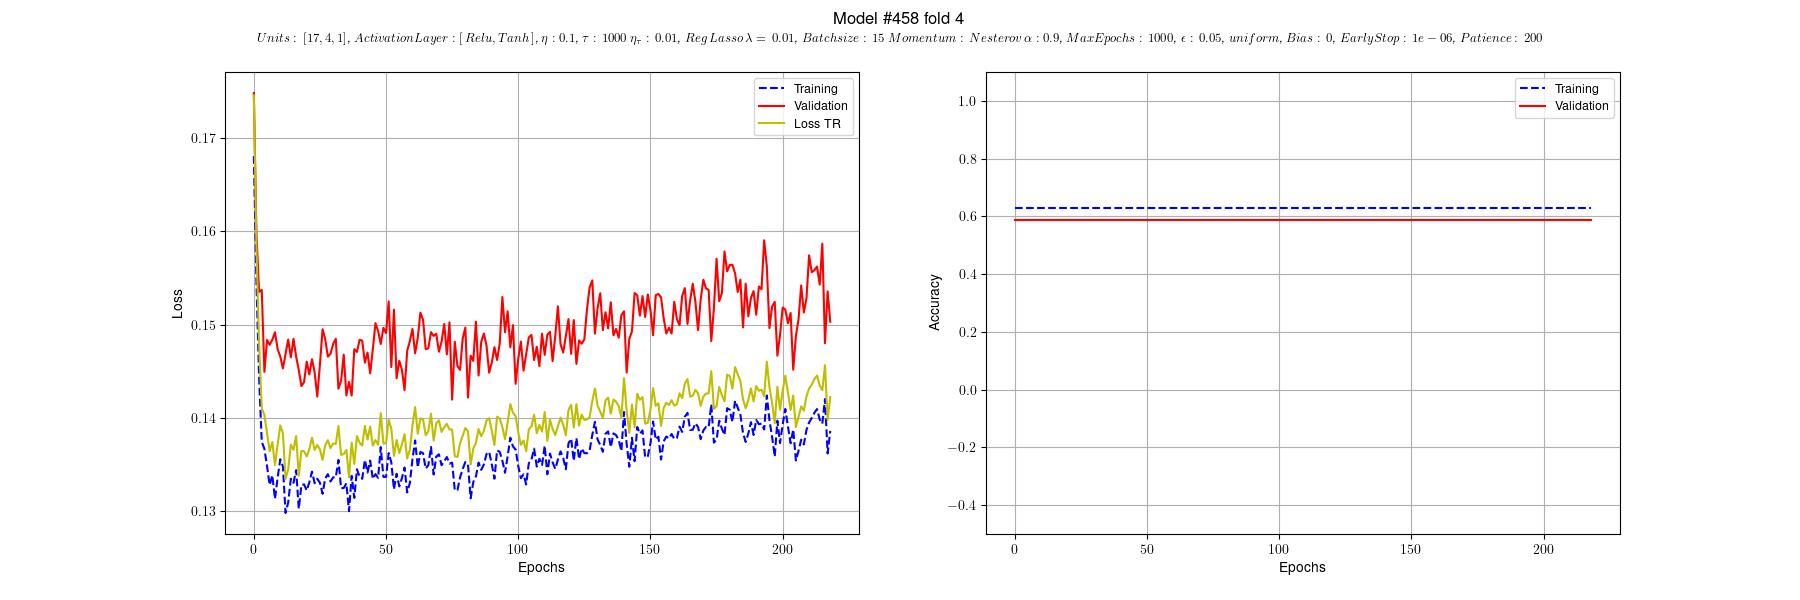 Model #458 fold 4
Units : [17, 4, 1], ActivationLayer : [Relu, Tanh], η : 0.1, τ : 1000 ητ : 0.01, Reg Lasso λ = 0.01, Batchsize : 15 Momentum : Nesterov α : 0.9, MaxEpochs : 1000, ϵ : 0.05, uniform, Bias : 0, EarlyStop : 1e − 06, Patience : 200
Training
Validation
Loss TR
0.17
0.16
0.15
0.14
0.13
Loss
0
50
100
150
200
Epochs
Training
Validation
1.0
0.8
0.6
0.4
0.2
0.0
−0.2
−0.4
Accuracy
0
50
100
150
200
Epochs